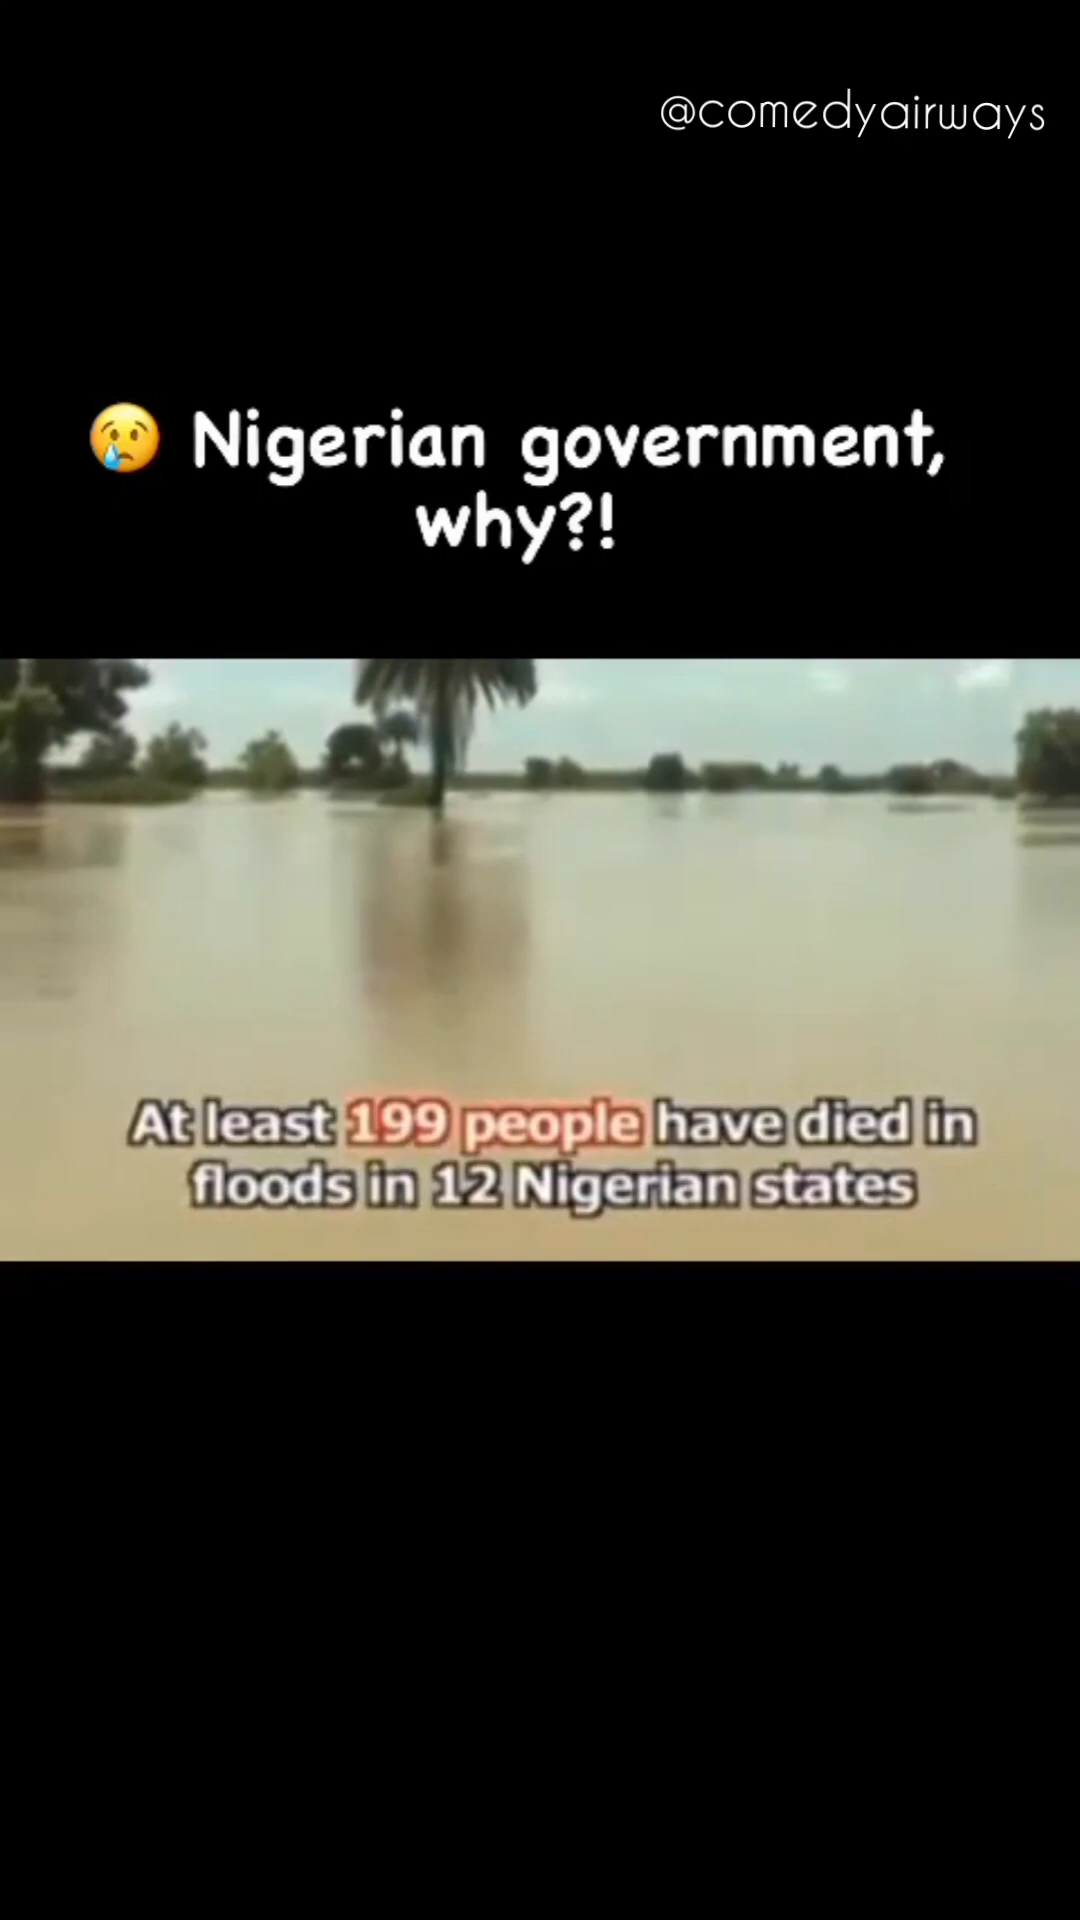 @comedyairways
😢 Nigerian government,
why?!
At least 199 people have died in
floods in 12 Nigerian states